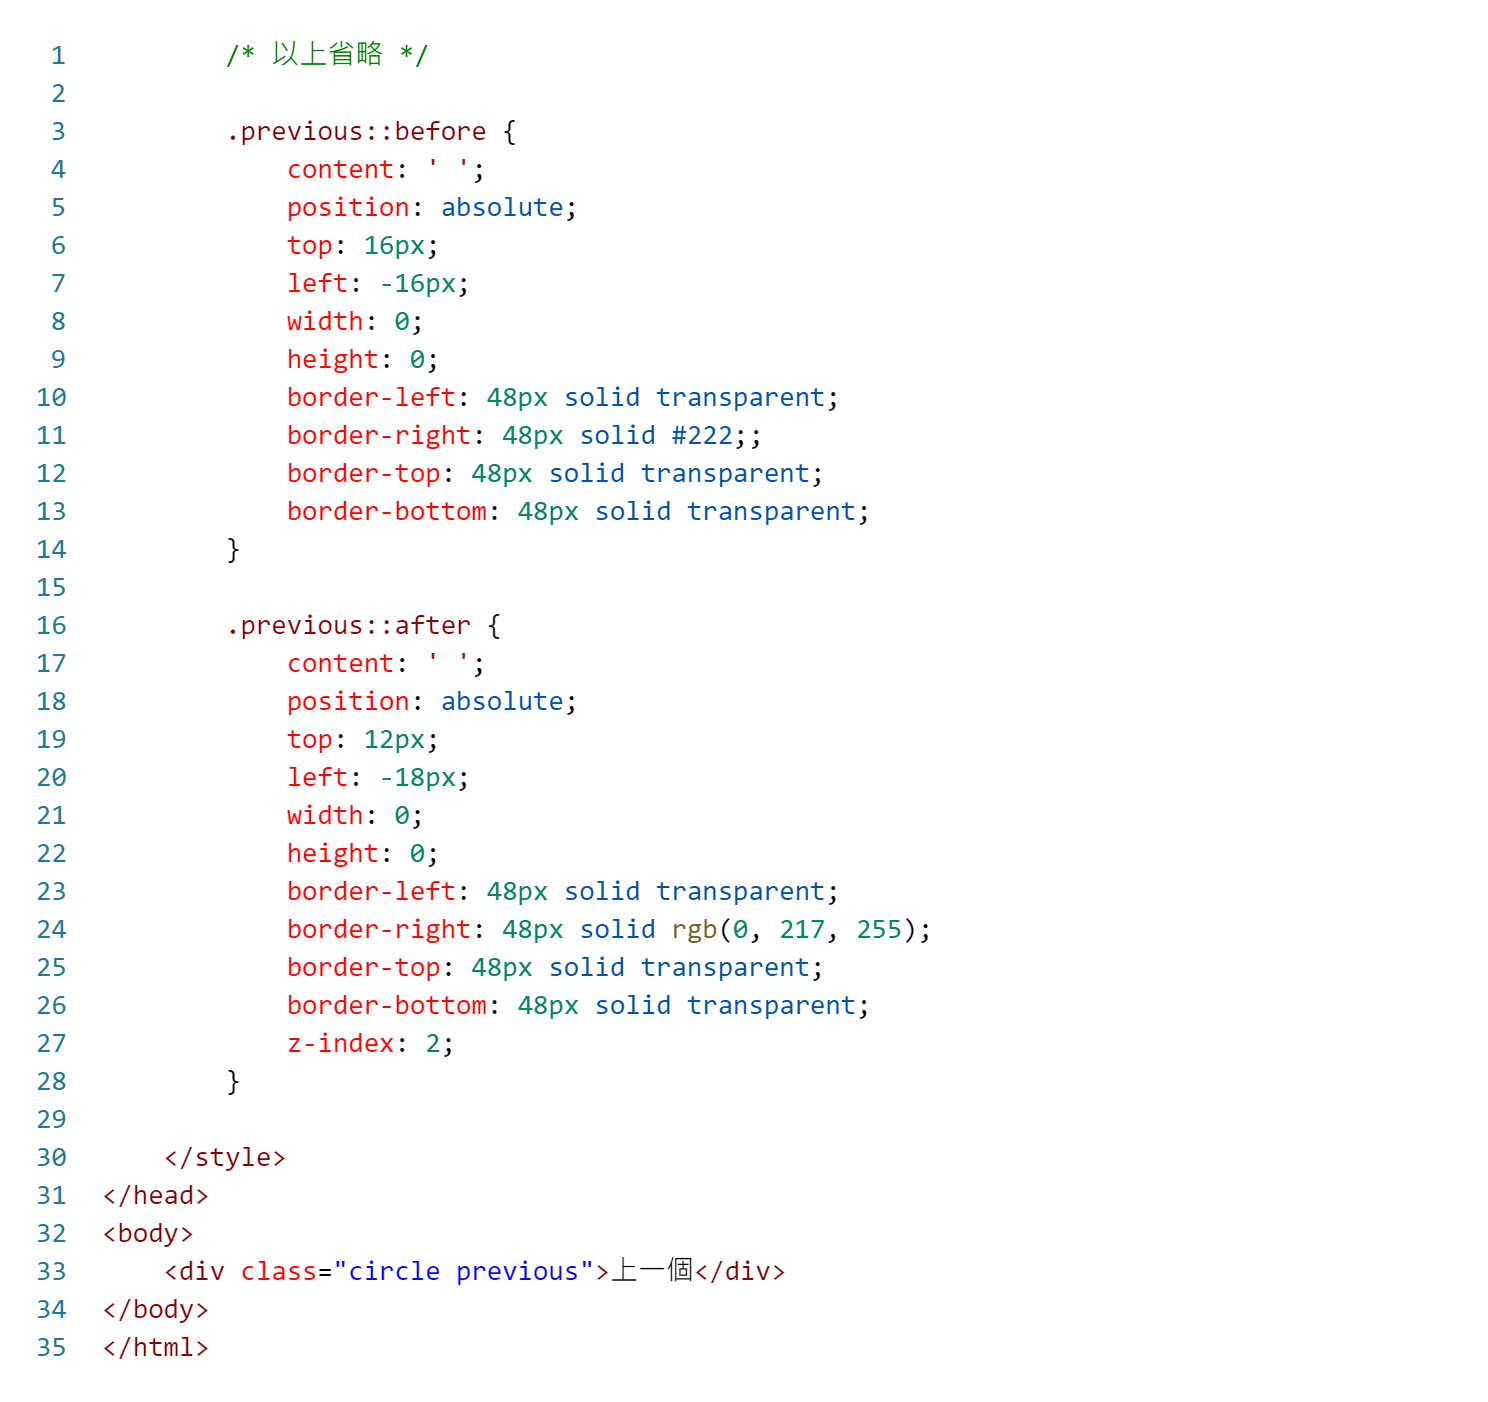 1 /* 以上省略 */
2
3 .previous::before {
4 content: ' ';
5 position: absolute;
6 top: 16px;
7 left: -16px;
8 width: 0;
9 height: 0;
10 border-left: 48px solid transparent;
11 border-right: 48px solid #222;;
12 border-top: 48px solid transparent;
13 border-bottom: 48px solid transparent;
14 }
15
16 .previous::after {
17 content: ' ';
18 position: absolute;
19 top: 12px;
20 left: -18px;
21 width: 0;
22 height: 0;
23 border-left: 48px solid transparent;
24 border-right: 48px solid rgb(0, 217, 255);
25 border-top: 48px solid transparent;
26 border-bottom: 48px solid transparent;
27 z-index: 2;
28 }
29
30 </style>
31 </head>
32 <body>
33 <div class="circle previous">上一個</div>
34 </body>
35 </html>